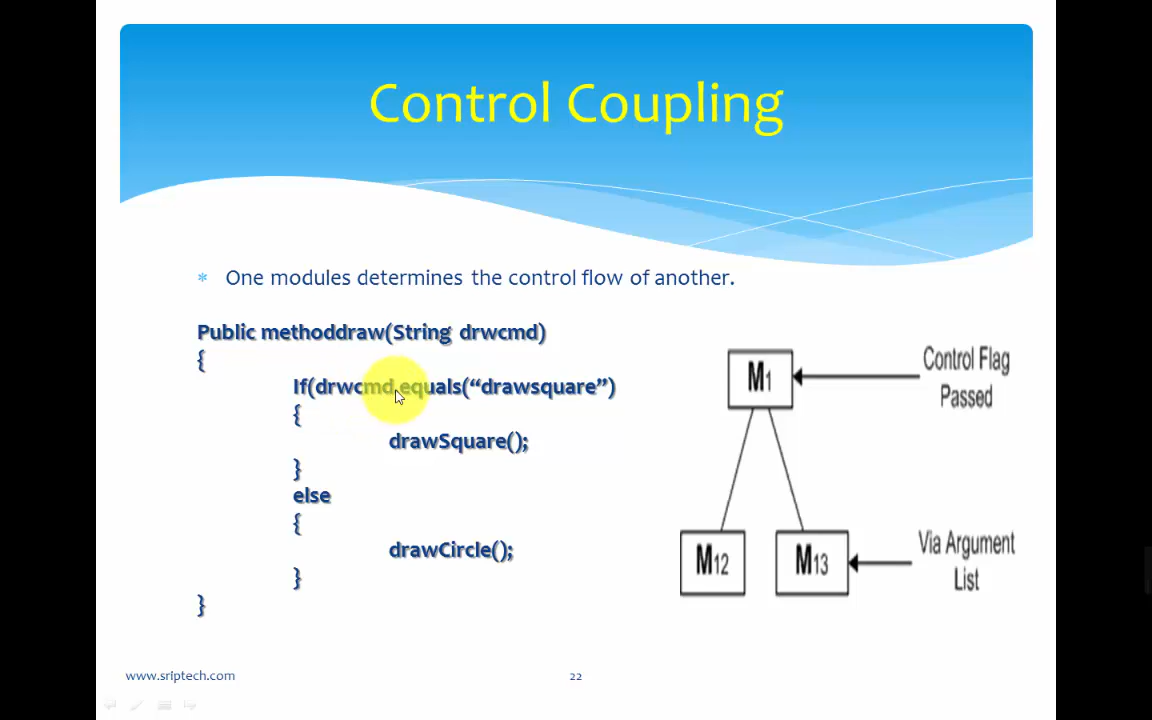 Control Coupling
* One modules determines the control flow of another.
Public methoddraw(String drwcmd)
{
If(drwcmd.equals(“drawsquare”)
{
drawSquare();
}
else
{
drawCircle();
}
}
Control Flag
Passed
M1
M12
M13
Via Argument
List
www.sriptech.com
22